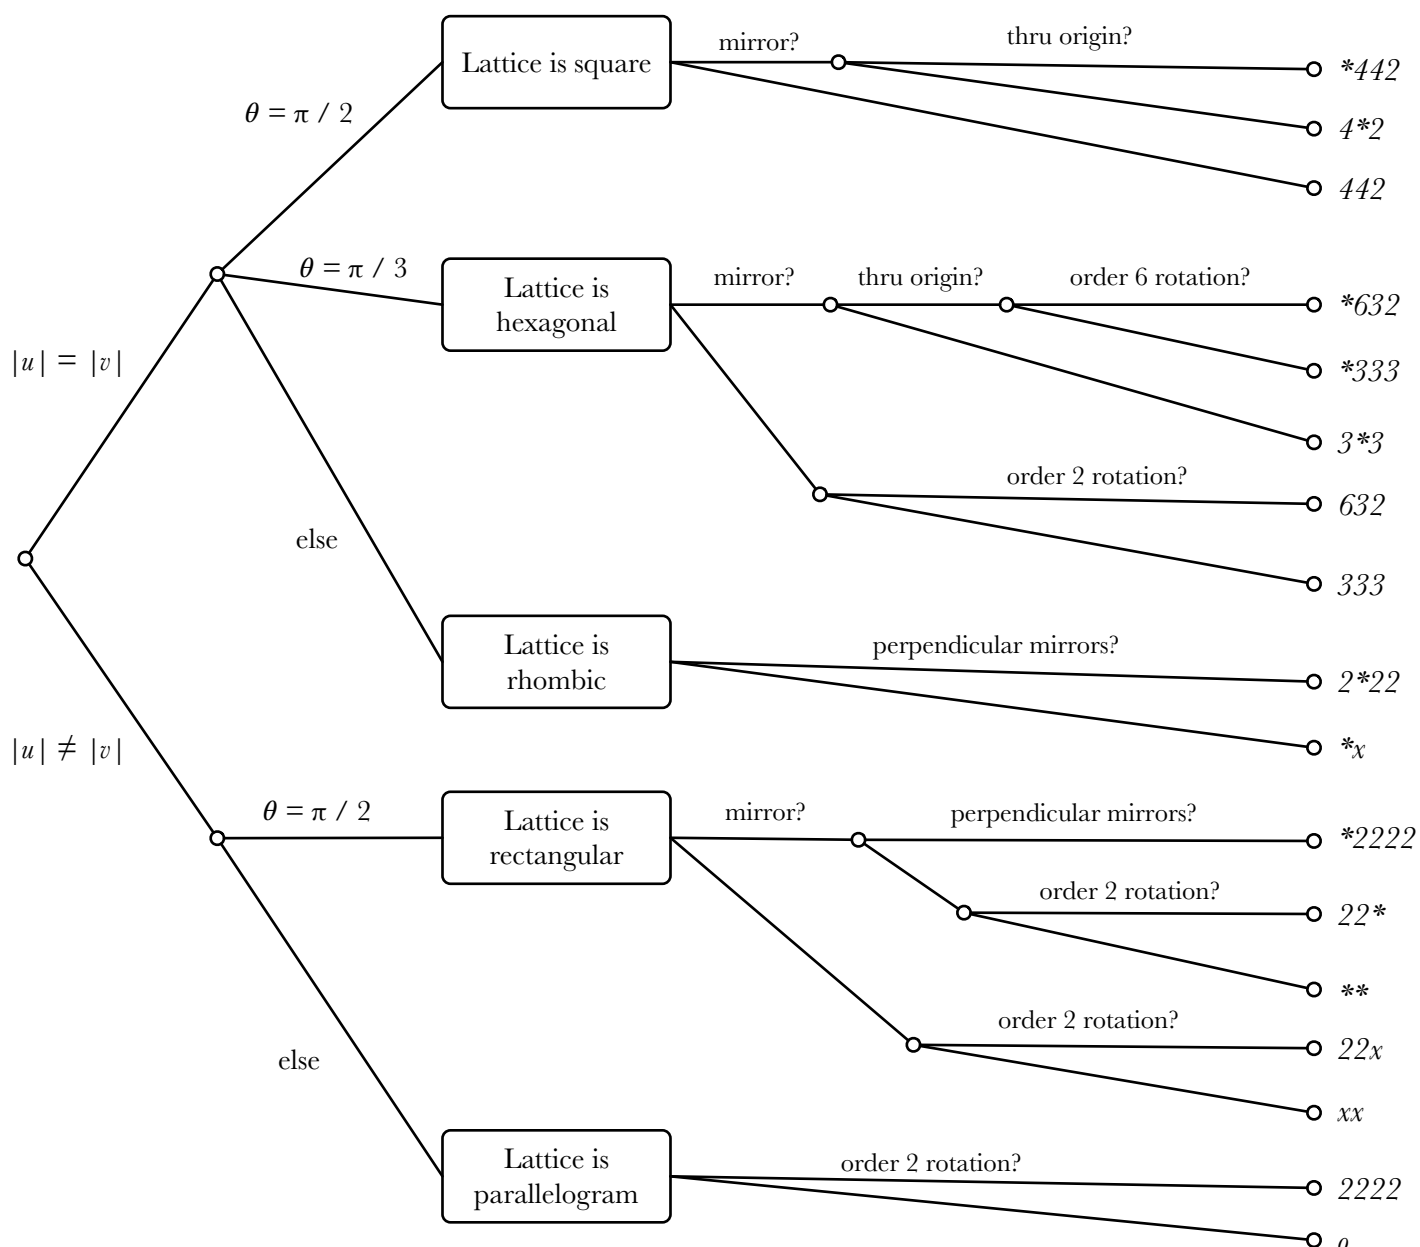 Lattice is square
mirror?
thru origin?
*442
4*2
442
θ = π / 2
θ = π / 3
Lattice is
hexagonal
mirror?
thru origin?
order 6 rotation?
*632
*333
3*3
order 2 rotation?
632
333
|u| = |v|
else
Lattice is
rhombic
perpendicular mirrors?
2*22
*x
|u| ≠ |v|
θ = π / 2
Lattice is
rectangular
mirror?
perpendicular mirrors?
*2222
order 2 rotation?
22*
**
order 2 rotation?
22x
xx
else
Lattice is
parallelogram
order 2 rotation?
2222